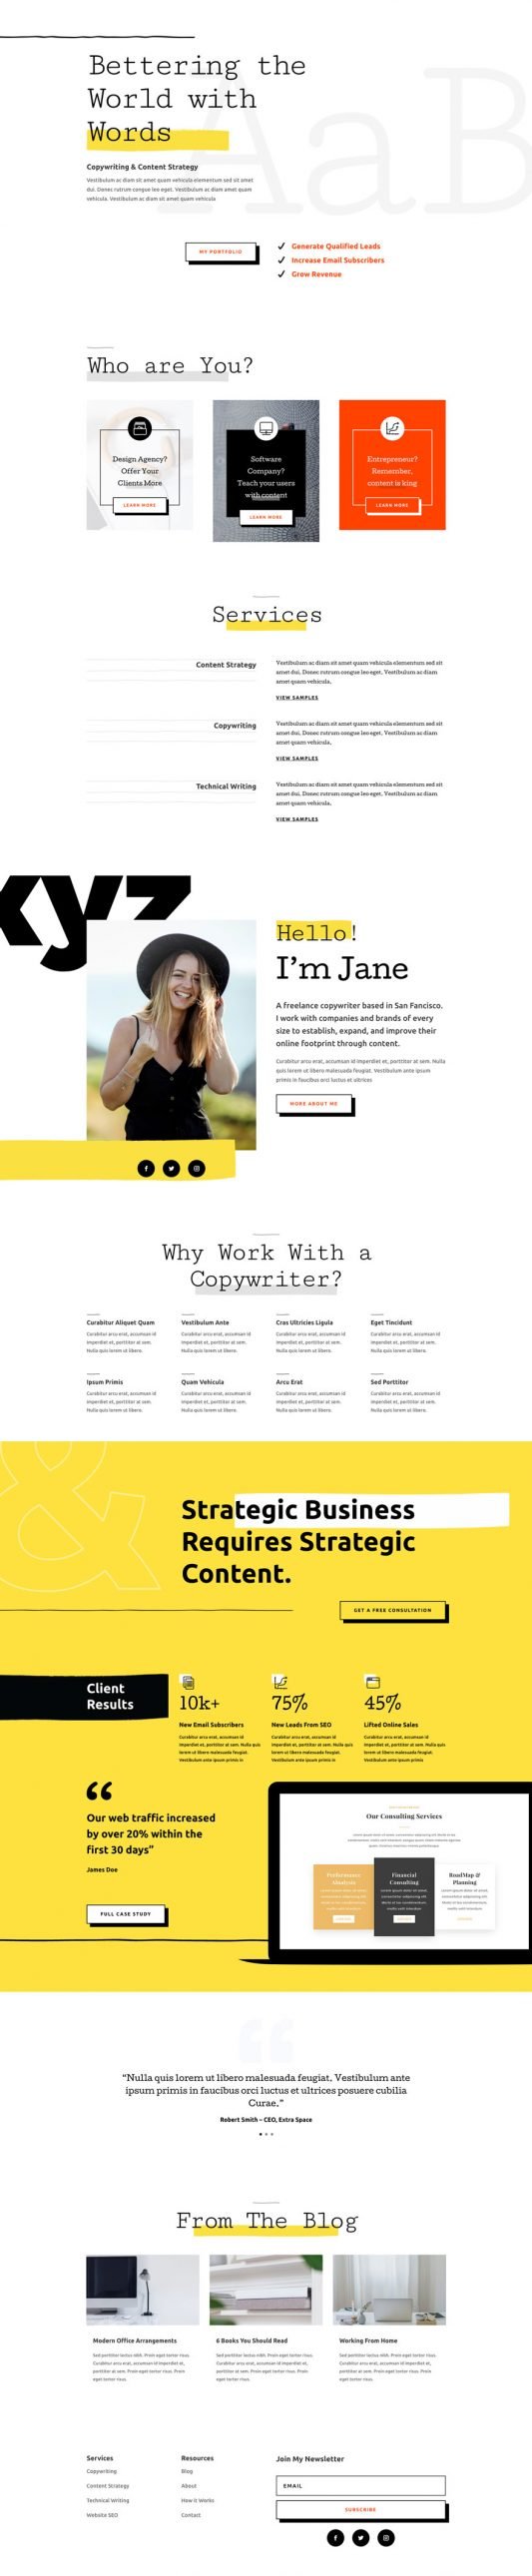 AaB
Bettering the
World with
Words
Copywriting & Content Strategy
Vestibulum ac diam sit amet quam vehicula elementum sed sit amet
dui. Donec rutrum congue leo eget. Vestibulum ac diam amet quam
vehicula. Vestibulum ac diam sit amet quam vehicula
MY PORTFOLIO
Generate Qualified Leads
Increase Email Subscribers
Grow Revenue
Who are You?
Design Agency?
Offer Your
Clients More
LEARN MORE
Software
Company?
Teach your users
with content
LEARN MORE
Entrepreneur?
Remember,
content is king
LEARN MORE
Services
Content Strategy
Vestibulum ac diam sit amet quam vehicula elementum sed sit
amet dui. Donec rutrum congue leo eget. Vestibulum ac diam
amet quam vehicula.
VIEW SAMPLES
Copywriting
Vestibulum ac diam sit amet quam vehicula elementum sed sit
amet dui. Donec rutrum congue leo eget. Vestibulum ac diam
amet quam vehicula.
VIEW SAMPLES
Technical Writing
Vestibulum ac diam sit amet quam vehicula elementum sed sit
amet dui. Donec rutrum congue leo eget. Vestibulum ac diam
amet quam vehicula.
VIEW SAMPLES
xyz
Hello!
I'm Jane
A freelance copywriter based in San Fancisco.
I work with companies and brands of every
size to establish, expand, and improve their
online footprint through content.
Curabitur arcu erat, accumsan id imperdiet et, porttitor at sem. Nulla
quis lorem ut libero malesuada feugiat. Vestibulum ante ipsum
primis in faucibus orci luctus et ultrices
MORE ABOUT ME
Why Work With a
Copywriter?
Curabitur Aliquet Quam
Curabitur arcu erat, accumsan id
imperdiet et, porttitor at sem.
Nulla quis lorem ut libero.
Vestibulum Ante
Curabitur arcu erat, accumsan id
imperdiet et, porttitor at sem.
Nulla quis lorem ut libero.
Cras Ultricies Ligula
Curabitur arcu erat, accumsan id
imperdiet et, porttitor at sem.
Nulla quis lorem ut libero.
Eget Tincidunt
Curabitur arcu erat, accumsan id
imperdiet et, porttitor at sem.
Nulla quis lorem ut libero.
Ipsum Primis
Curabitur arcu erat, accumsan id
imperdiet et, porttitor at sem.
Nulla quis lorem ut libero.
Quam Vehicula
Curabitur arcu erat, accumsan id
imperdiet et, porttitor at sem.
Nulla quis lorem ut libero.
Arcu Erat
Curabitur arcu erat, accumsan id
imperdiet et, porttitor at sem.
Nulla quis lorem ut libero.
Sed Porttitor
Curabitur arcu erat, accumsan id
imperdiet et, porttitor at sem.
Nulla quis lorem ut libero.
&
Strategic Business
Requires Strategic
Content.
GET A FREE CONSULTATION
Client
Results
10k+
New Email Subscribers
Curabitur arcu erat, accumsan id
imperdiet et, porttitor at sem. Nulla quis
lorem ut libero malesuada feugiat.
Vestibulum ante ipsum primis in
75%
New Leads From SEO
Curabitur arcu erat, accumsan id
imperdiet et, porttitor at sem. Nulla quis
lorem ut libero malesuada feugiat.
Vestibulum ante ipsum primis in
45%
Lifted Online Sales
Curabitur arcu erat, accumsan id
imperdiet et, porttitor at sem. Nulla quis
lorem ut libero malesuada feugiat.
Vestibulum ante ipsum primis in
“
Our web traffic increased
by over 20% within the
first 30 days"
James Doe
FULL CASE STUDY
Our Consulting Services
Performance
Analysis
Financial
Consulting
RoadMap &
Planning
“
"Nulla quis lorem ut libero malesuada feugiat. Vestibulum ante
ipsum primis in faucibus orci luctus et ultrices posuere cubilia
Curae."
Robert Smith – CEO, Extra Space
From The Blog
Modern Office Arrangements
Sed porttitor lectus nibh. Proin eget tortor risus.
Curabitur arcu erat, accumsan id imperdiet et,
porttitor at sem. Proin eget tortor risus. Proin
eget tortor risus.
6 Books You Should Read
Sed porttitor lectus nibh. Proin eget tortor risus.
Curabitur arcu erat, accumsan id imperdiet et,
porttitor at sem. Proin eget tortor risus. Proin
eget tortor risus.
Working From Home
Sed porttitor lectus nibh. Proin eget tortor risus.
Curabitur arcu erat, accumsan id imperdiet et,
porttitor at sem. Proin eget tortor risus. Proin
eget tortor risus.
Services
Copywriting
Content Strategy
Technical Writing
Website SEO
Resources
Blog
About
How It Works
Contact
Join My Newsletter
EMAIL
SUBSCRIBE